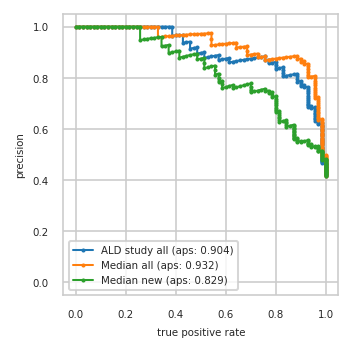 1.0
0.8
0.6
0.4
0.2
0.0
precision
ALD study all (aps: 0.904)
Median all (aps: 0.932)
Median new (aps: 0.829)
0.0 0.2 0.4 0.6 0.8 1.0
true positive rate